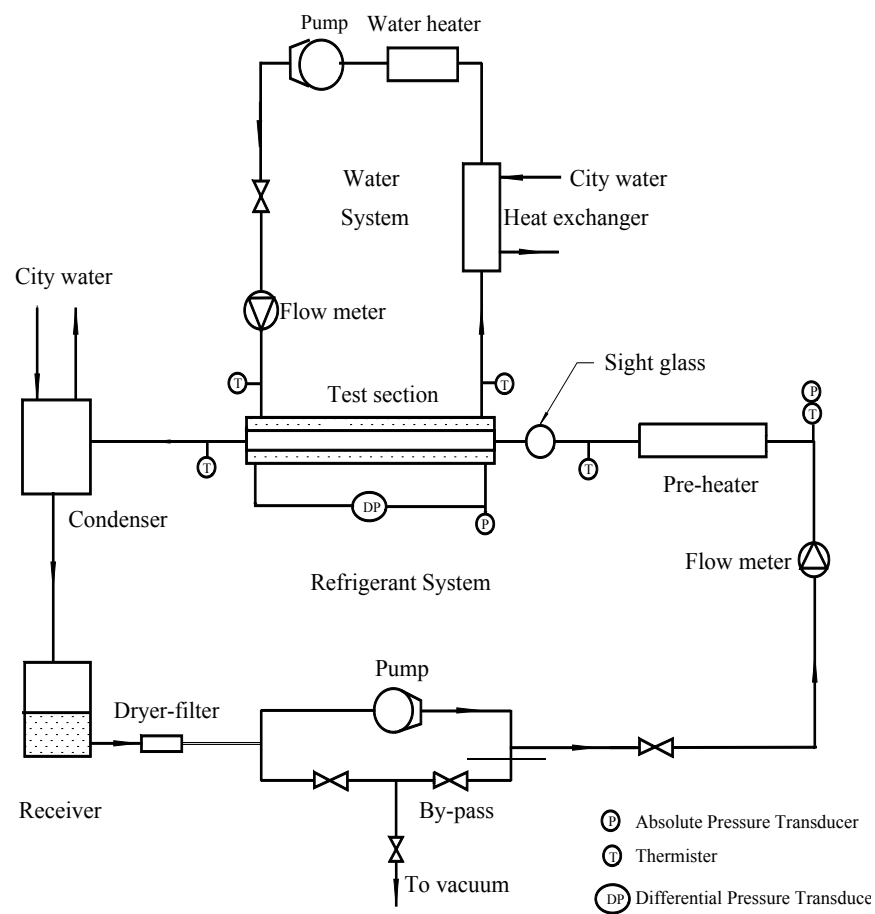 Pump
Water heater
Water
System
City water
Heat exchanger
City water
Flow meter
Sight glass
T
Test section
T
P
T
T
T
Pre-heater
DP
P
Condenser
Flow meter
Refrigerant System
Pump
Dryer-filter
Receiver
By-pass
To vacuum
P Absolute Pressure Transducer
T Thermister
DP Differential Pressure Transduce